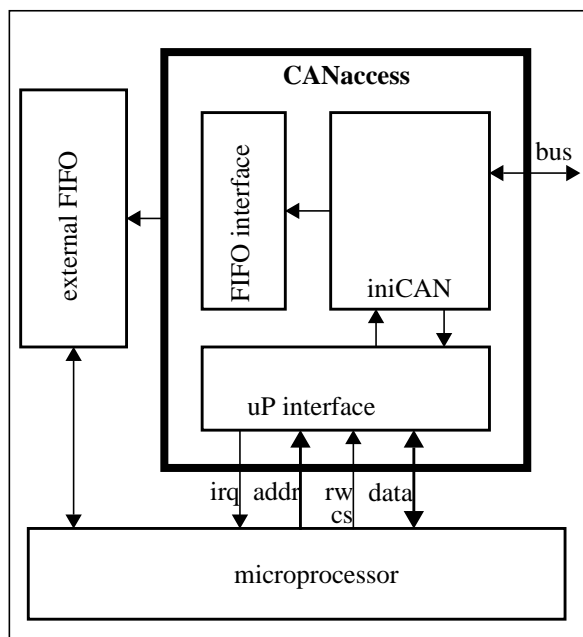 CANaccess
external FIFO
FIFO interface
bus
iniCAN
uP interface
irq addr rw data
cs
microprocessor